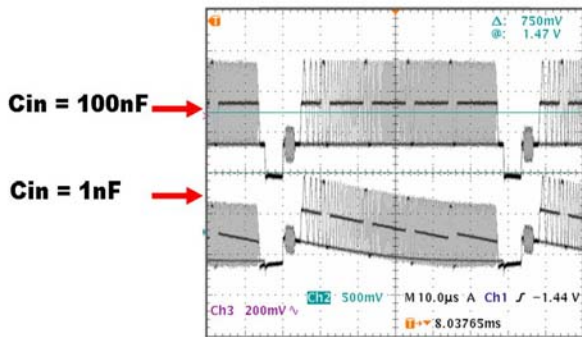 Δ: 750mV
@: 1.47 V
Cin = 100nF
Cin = 1nF
Ch2 500mV M 10.0µs A Ch1 ʃ −1.44 V
Ch3 200mV∿
T→▾ 8.03765ms